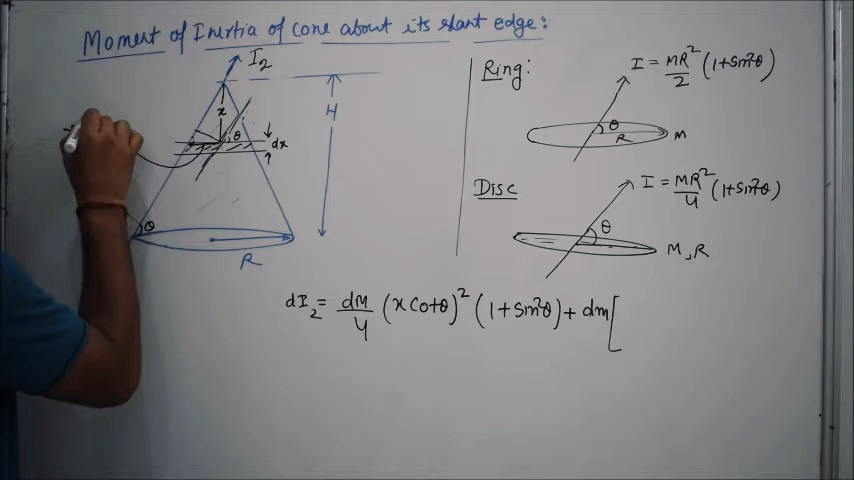 Moment of Inertia of cone about its slant edge:
I2
x
θ
dx
H
θ
R
Ring:
I = MR²/2 (1+sin²θ)
θ
R
M
Disc
I = MR²/4 (1+sin²θ)
θ
M,R
dI2 = dM/4 (x cotθ)² (1+sin²θ) + dm[